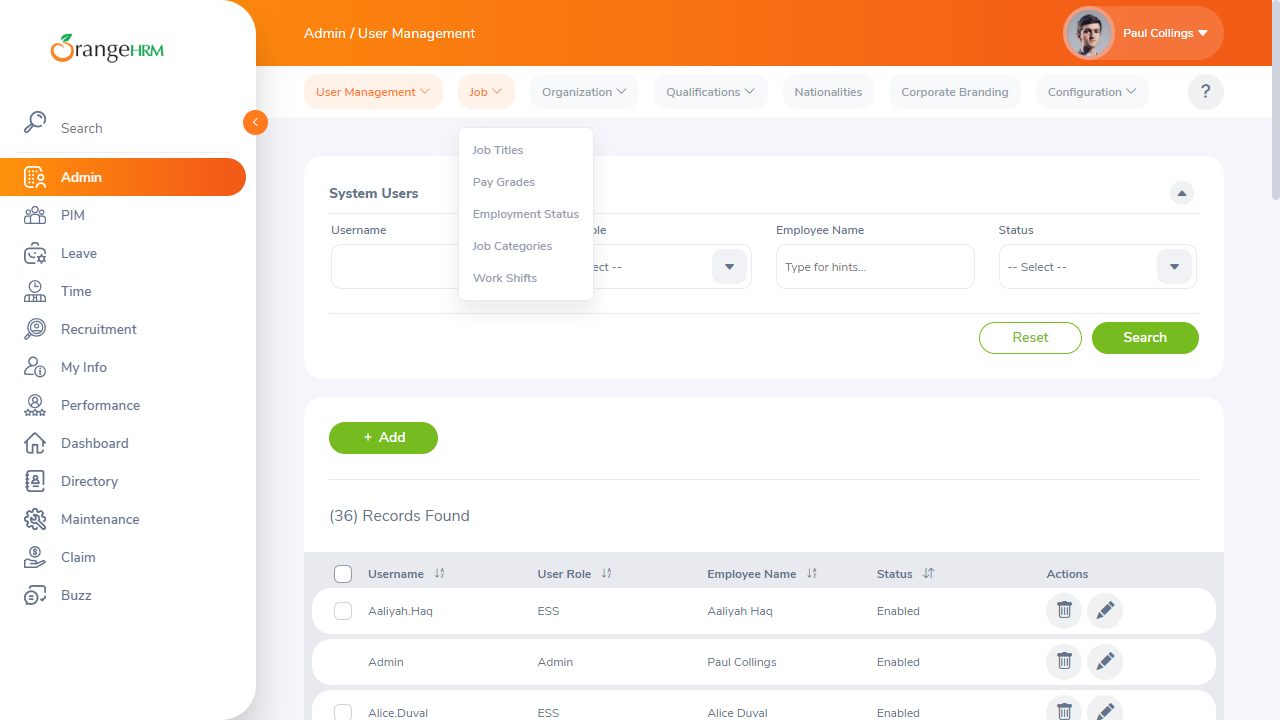 OrangeHRM
Admin / User Management
Paul Collings
User Management
Job
Organization
Qualifications
Nationalities
Corporate Branding
Configuration
?
Search
Admin
PIM
Leave
Time
Recruitment
My Info
Performance
Dashboard
Directory
Maintenance
Claim
Buzz
Job Titles
Pay Grades
Employment Status
Job Categories
Work Shifts
System Users
Username
Employee Name
Status
Type for hints...
-- Select --
Reset
Search
+ Add
(36) Records Found
Username
User Role
Employee Name
Status
Actions
Aaliyah.Haq
ESS
Aaliyah Haq
Enabled
Admin
Admin
Paul Collings
Enabled
Alice.Duval
ESS
Alice Duval
Enabled